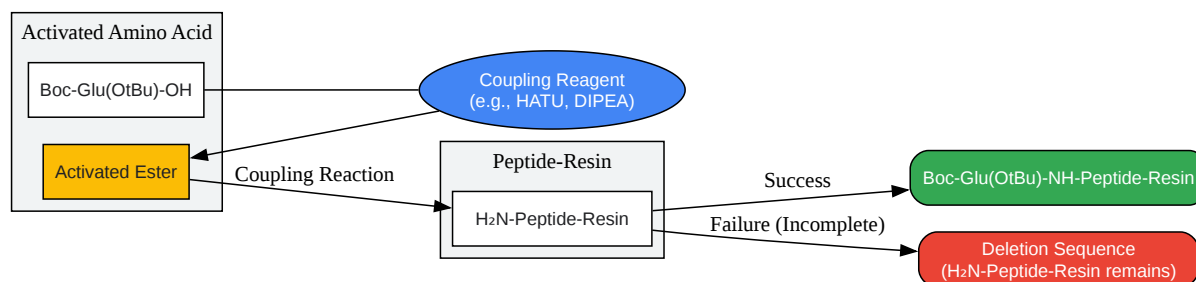 Activated Amino Acid
Boc-Glu(OtBu)-OH
Coupling Reagent
(e.g., HATU, DIPEA)
Activated Ester
Coupling Reaction
Peptide-Resin
H₂N-Peptide-Resin
Success
Failure (Incomplete)
Boc-Glu(OtBu)-NH-Peptide-Resin
Deletion Sequence
(H₂N-Peptide-Resin remains)